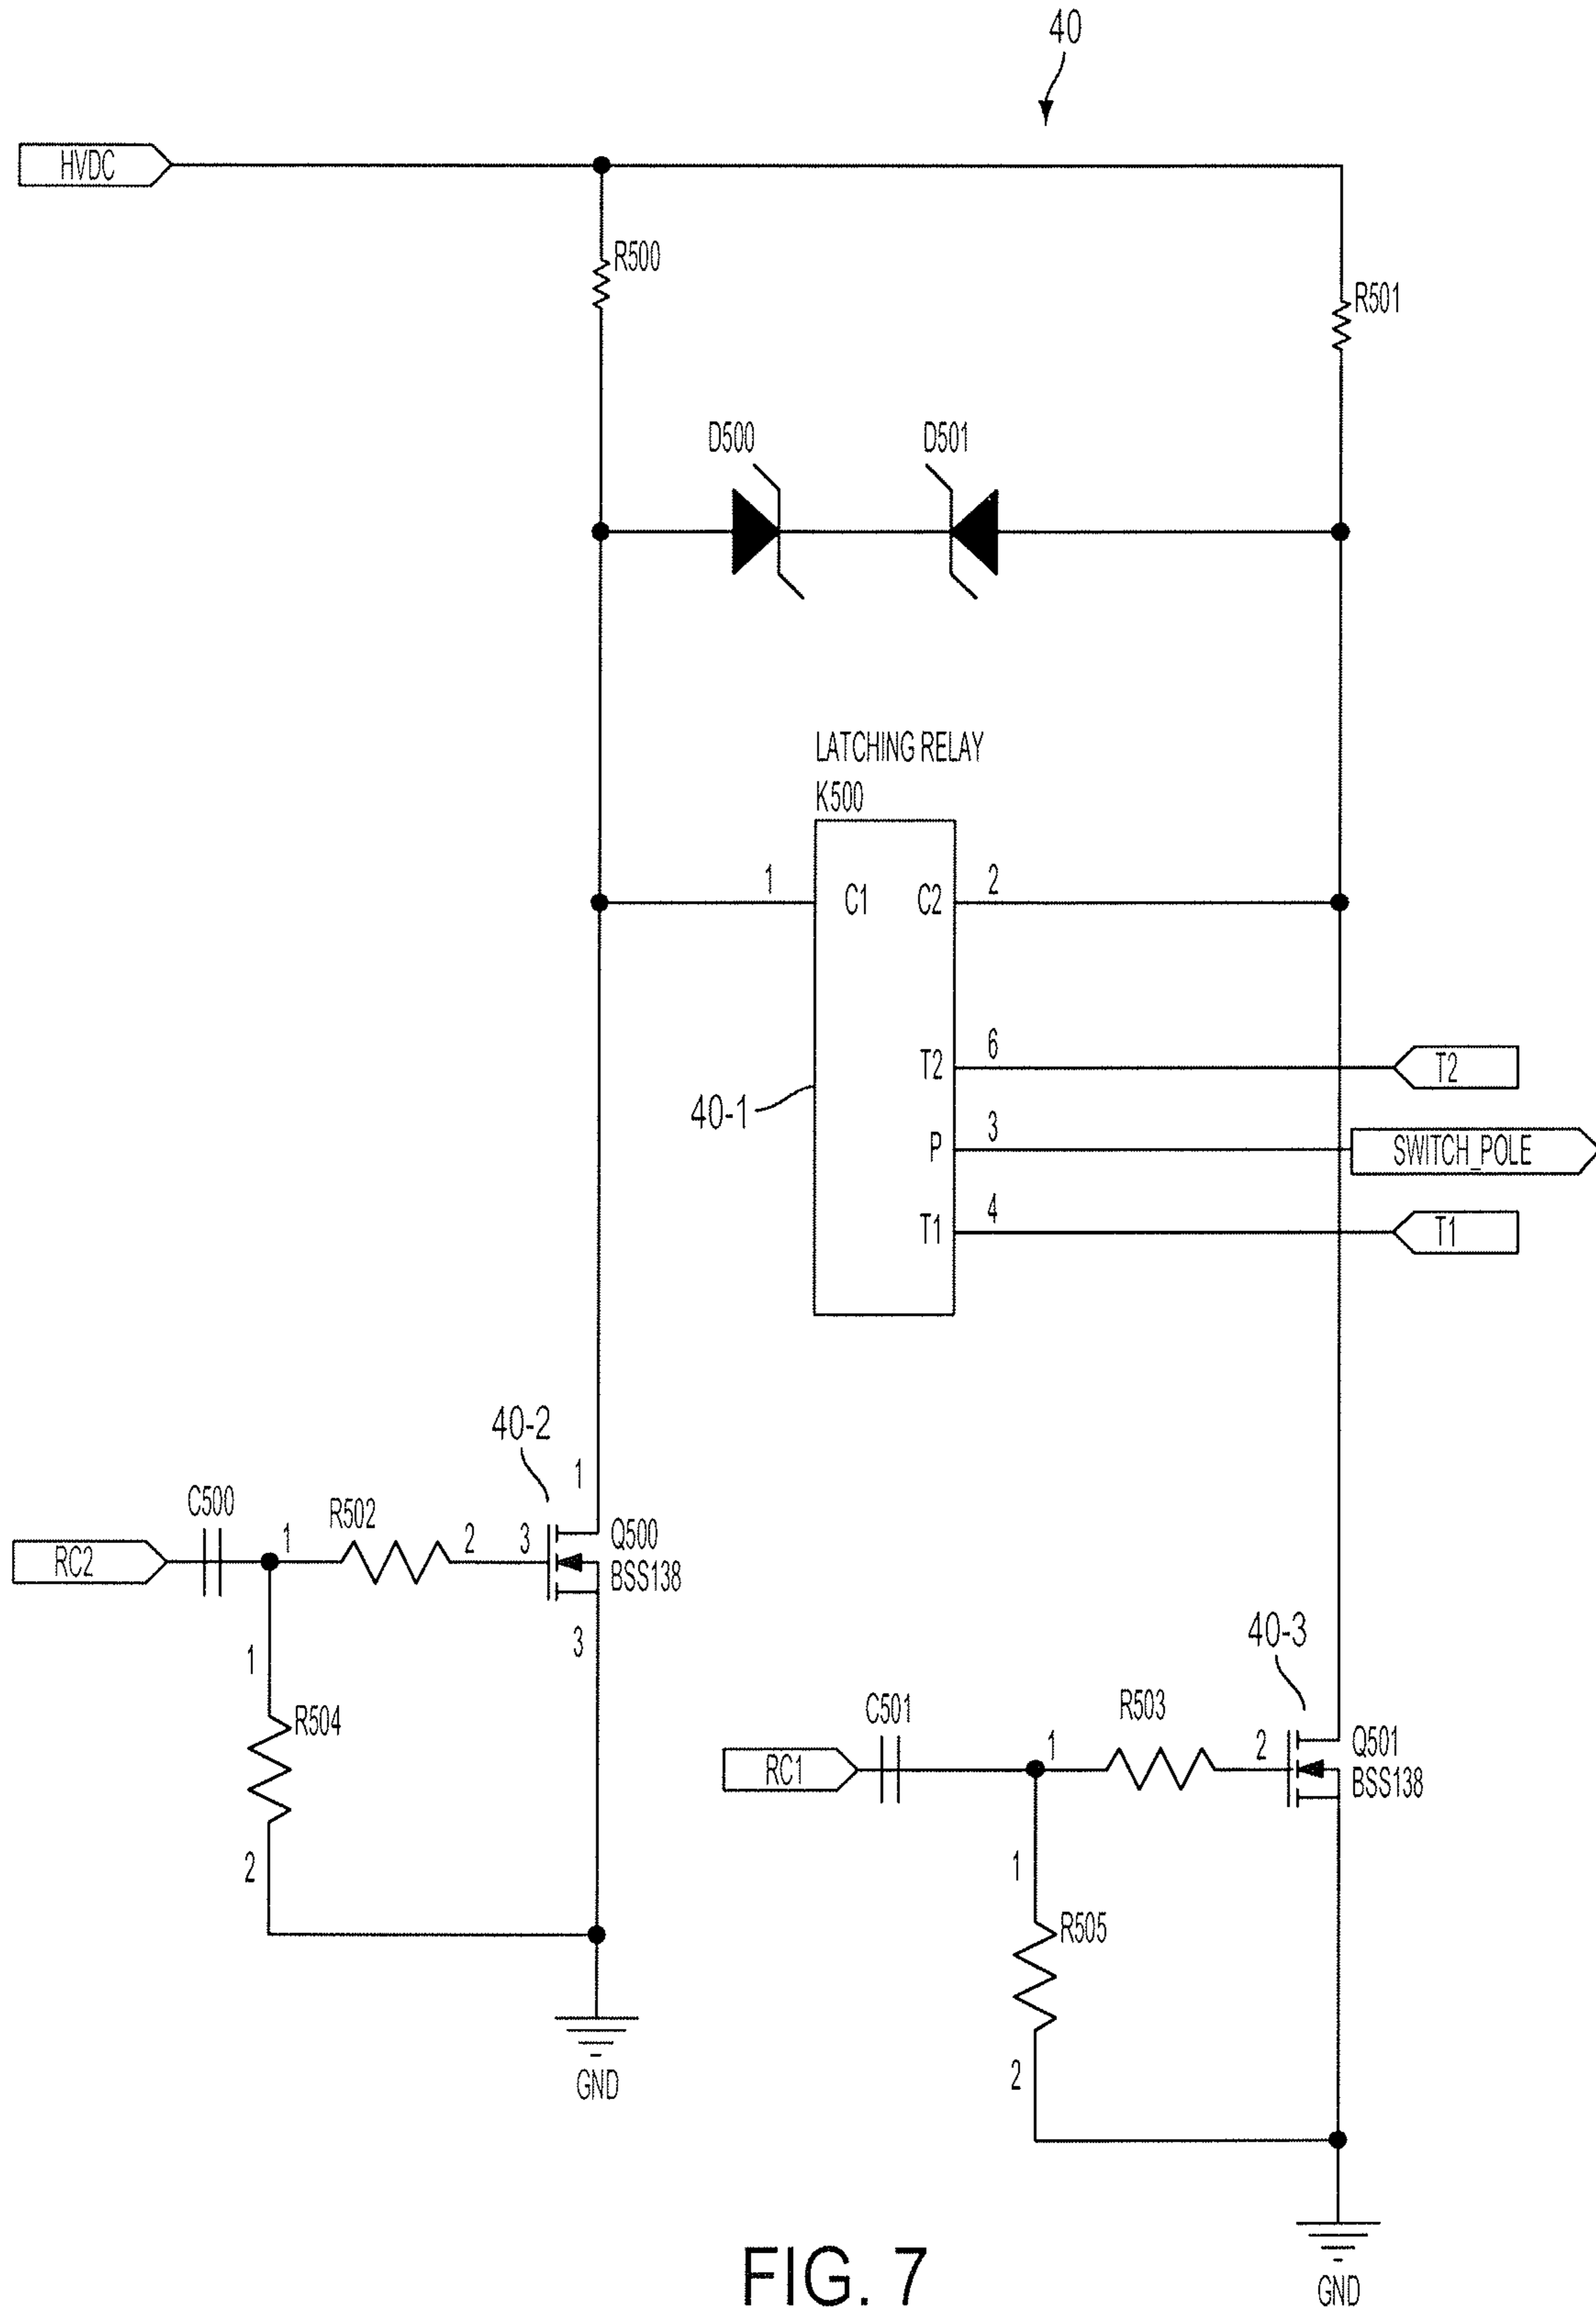 40
HVDC
R500
R501
D500
D501
LATCHING RELAY
K500
1
C1
C2
2
T2
6
T2
40-1
P
3
SWITCH_POLE
T1
4
T1
40-2
1
C500
R502
RC2
1
2
3
Q500
BSS138
3
1
R504
2
GND
40-3
C501
R503
RC1
1
2
Q501
BSS138
1
R505
2
GND
FIG. 7